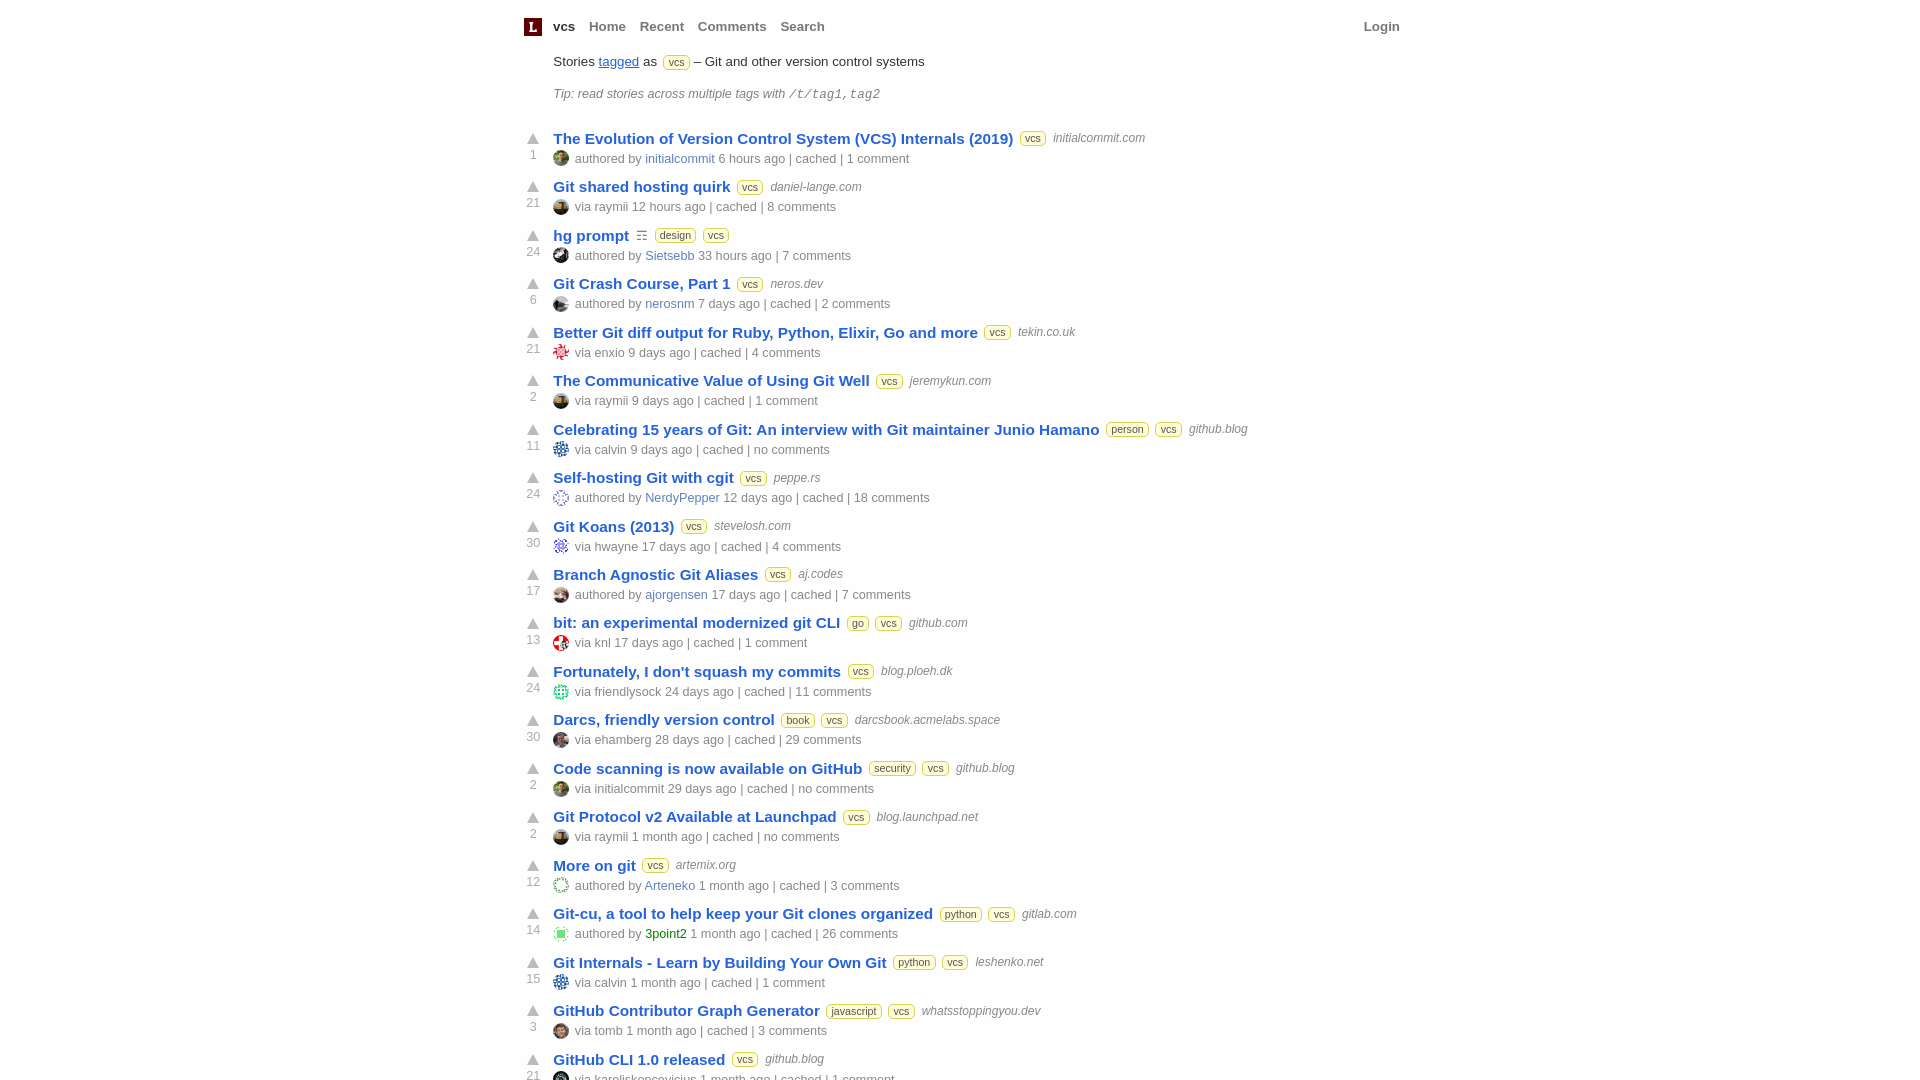 L vcs Home Recent Comments Search Login
Stories tagged as vcs – Git and other version control systems
Tip: read stories across multiple tags with /t/tag1,tag2
The Evolution of Version Control System (VCS) Internals (2019) vcs initialcommit.com
1 authored by initialcommit 6 hours ago | cached | 1 comment
Git shared hosting quirk vcs daniel-lange.com
21 via raymii 12 hours ago | cached | 8 comments
hg prompt ☶ design vcs
24 authored by Sietsebb 33 hours ago | 7 comments
Git Crash Course, Part 1 vcs neros.dev
6 authored by nerosnm 7 days ago | cached | 2 comments
Better Git diff output for Ruby, Python, Elixir, Go and more vcs tekin.co.uk
21 via enxio 9 days ago | cached | 4 comments
The Communicative Value of Using Git Well vcs jeremykun.com
2 via raymii 9 days ago | cached | 1 comment
Celebrating 15 years of Git: An interview with Git maintainer Junio Hamano person vcs github.blog
11 via calvin 9 days ago | cached | no comments
Self-hosting Git with cgit vcs peppe.rs
24 authored by NerdyPepper 12 days ago | cached | 18 comments
Git Koans (2013) vcs stevelosh.com
30 via hwayne 17 days ago | cached | 4 comments
Branch Agnostic Git Aliases vcs aj.codes
17 authored by ajorgensen 17 days ago | cached | 7 comments
bit: an experimental modernized git CLI go vcs github.com
13 via knl 17 days ago | cached | 1 comment
Fortunately, I don't squash my commits vcs blog.ploeh.dk
24 via friendlysock 24 days ago | cached | 11 comments
Darcs, friendly version control book vcs darcsbook.acmelabs.space
30 via ehamberg 28 days ago | cached | 29 comments
Code scanning is now available on GitHub security vcs github.blog
2 via initialcommit 29 days ago | cached | no comments
Git Protocol v2 Available at Launchpad vcs blog.launchpad.net
2 via raymii 1 month ago | cached | no comments
More on git vcs artemix.org
12 authored by Arteneko 1 month ago | cached | 3 comments
Git-cu, a tool to help keep your Git clones organized python vcs gitlab.com
14 authored by 3point2 1 month ago | cached | 26 comments
Git Internals - Learn by Building Your Own Git python vcs leshenko.net
15 via calvin 1 month ago | cached | 1 comment
GitHub Contributor Graph Generator javascript vcs whatsstoppingyou.dev
3 via tomb 1 month ago | cached | 3 comments
GitHub CLI 1.0 released vcs github.blog
21 via karoliskoncevicius 1 month ago | cached | 1 comment